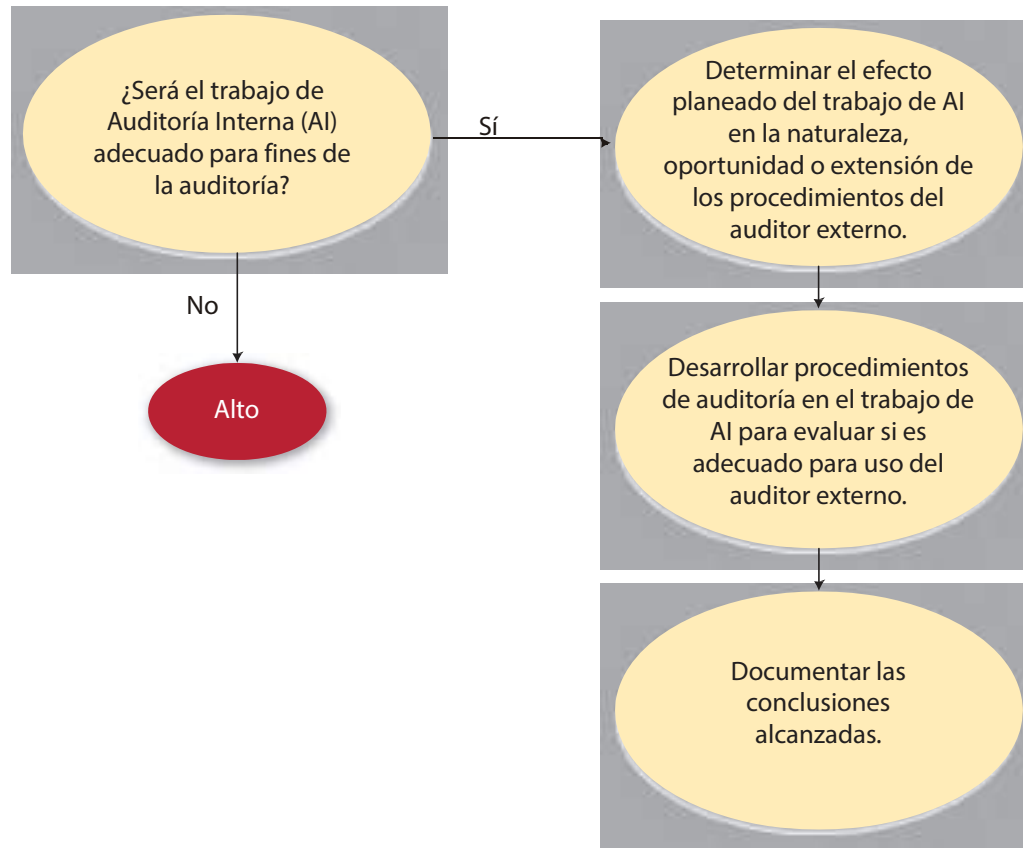 ¿Será el trabajo de
Auditoría Interna (AI)
adecuado para fines de
la auditoría?
Sí
Determinar el efecto
planeado del trabajo de AI
en la naturaleza,
oportunidad o extensión de
los procedimientos del
auditor externo.
No
Alto
Desarrollar procedimientos
de auditoría en el trabajo de
AI para evaluar si es
adecuado para uso del
auditor externo.
Documentar las
conclusiones
alcanzadas.